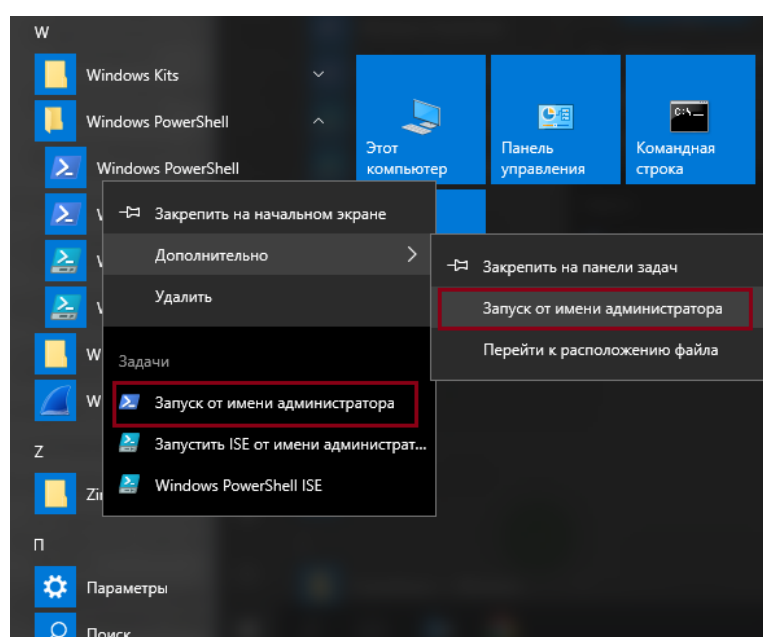 W
Windows Kits
Windows PowerShell
Windows PowerShell
Этот
компьютер
Панель
управления
C:\_
Командная
строка
Закрепить на начальном экране
Дополнительно
Удалить
Закрепить на панели задач
Запуск от имени администратора
Перейти к расположению файла
W
W
Задачи
Запуск от имени администратора
Запустить ISE от имени администрат...
Windows PowerShell ISE
Z
П
Параметры
Поиск